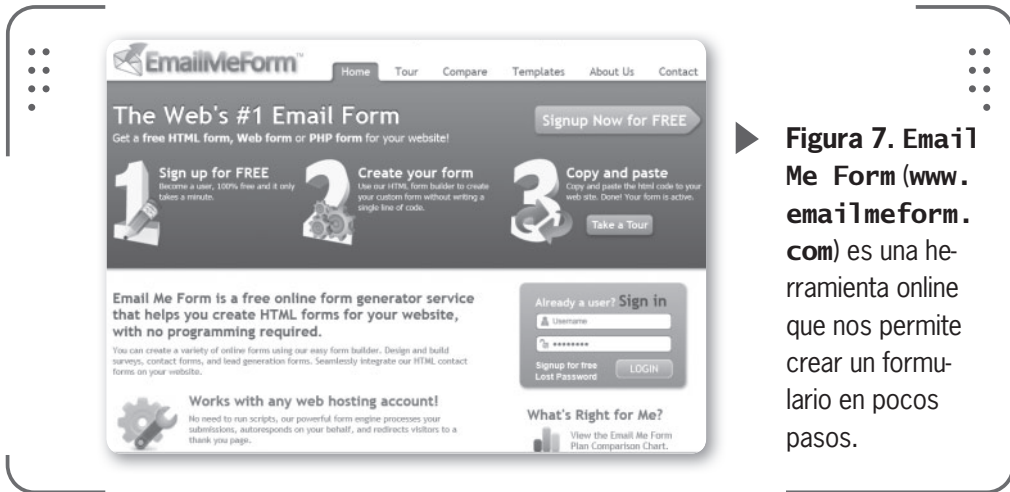 EmailMeForm™
Home Tour Compare Templates About Us Contact
The Web's #1 Email Form
Get a free HTML form, Web form or PHP form for your website!
Signup Now for FREE
1
Sign up for FREE
Become a user, 100% free and it only
takes a minute.
2
Create your form
Use our HTML form builder to create
your custom form without writing a
single line of code.
3
Copy and paste
Copy and paste the html code to your
web site. Done! Your form is active.
Take a Tour
Email Me Form is a free online form generator service
that helps you create HTML forms for your website,
with no programming required.
You can create a variety of online forms using our easy form builder. Design and build
surveys, contact forms, and lead generation forms. Seamlessly integrate our HTML contact
forms on your website.
Works with any web hosting account!
No need to run scripts, our powerful form engine processes your
submissions, autoresponds on your behalf, and redirects visitors to a
thank you page.
Already a user? Sign in
Username
••••••••
Signup for free
Lost Password
LOGIN
What's Right for Me?
View the Email Me Form
Plan Comparison Chart.
Figura 7. Email
Me Form (www.
emailmeform.
com) es una he-
rramienta online
que nos permite
crear un formu-
lario en pocos
pasos.